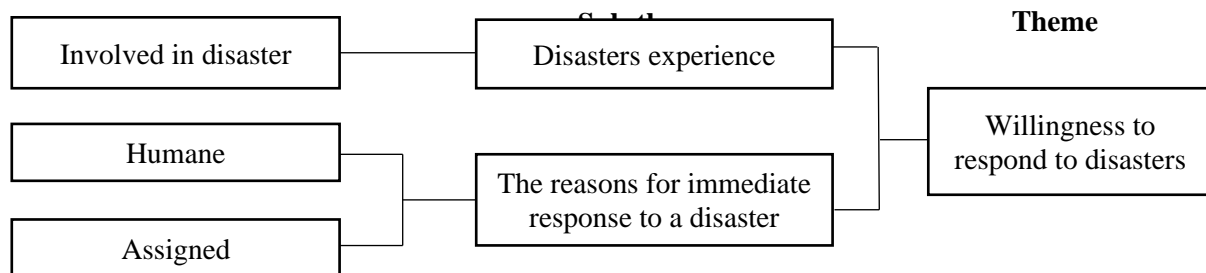 Theme
Involved in disaster
Disasters experience
Humane
The reasons for immediate
response to a disaster
Assigned
Willingness to
respond to disasters